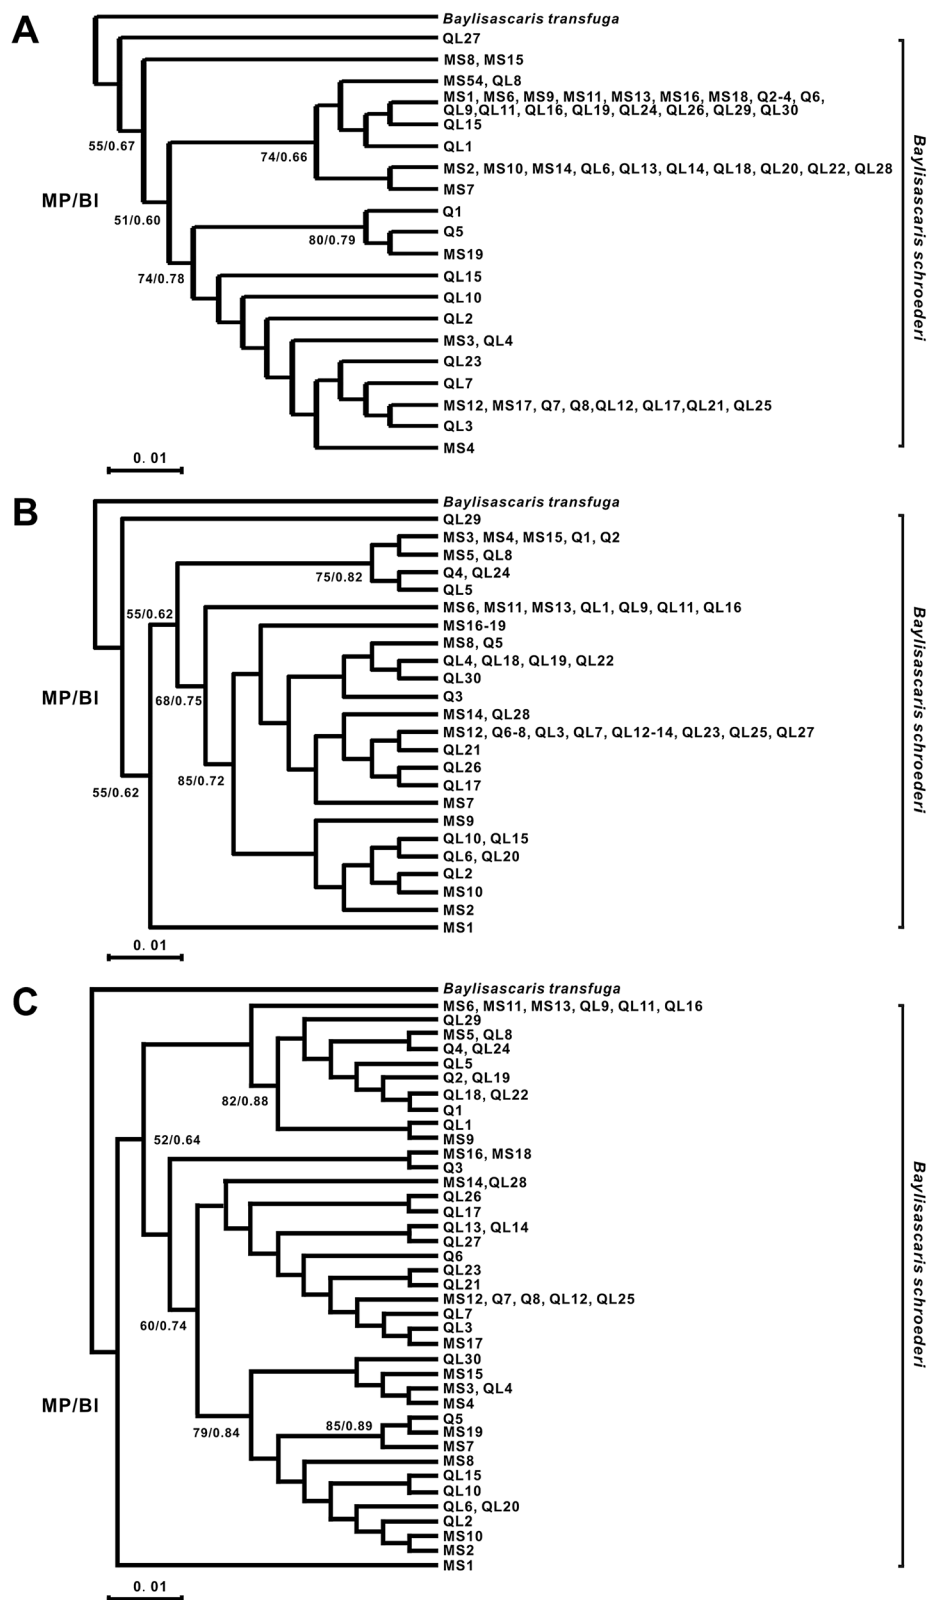 A
Baylisascaris transfuga
QL27
MS8, MS15
MS54, QL8
MS1, MS6, MS9, MS11, MS13, MS16, MS18, Q2-4, Q6,
QL9,QL11, QL16, QL19, QL24, QL26, QL29, QL30
QL15
QL1
MS2, MS10, MS14, QL6, QL13, QL14, QL18, QL20, QL22, QL28
MS7
Q1
Q5
MS19
QL15
QL10
QL2
MS3, QL4
QL23
QL7
MS12, MS17, Q7, Q8,QL12, QL17,QL21, QL25
QL3
MS4
55/0.67
74/0.66
MP/BI
51/0.60
80/0.79
74/0.78
0. 01
Baylisascaris schroederi
B
Baylisascaris transfuga
QL29
MS3, MS4, MS15, Q1, Q2
MS5, QL8
Q4, QL24
QL5
MS6, MS11, MS13, QL1, QL9, QL11, QL16
MS16-19
MS8, Q5
QL4, QL18, QL19, QL22
QL30
Q3
MS14, QL28
MS12, Q6-8, QL3, QL7, QL12-14, QL23, QL25, QL27
QL21
QL26
QL17
MS7
MS9
QL10, QL15
QL6, QL20
QL2
MS10
MS2
MS1
75/0.82
55/0.62
MP/BI
68/0.75
85/0.72
55/0.62
0. 01
Baylisascaris schroederi
C
Baylisascaris transfuga
MS6, MS11, MS13, QL9, QL11, QL16
QL29
MS5, QL8
Q4, QL24
QL5
Q2, QL19
QL18, QL22
Q1
QL1
MS9
MS16, MS18
Q3
MS14,QL28
QL26
QL17
QL13, QL14
QL27
Q6
QL23
QL21
MS12, Q7, Q8, QL12, QL25
QL7
QL3
MS17
QL30
MS15
MS3, QL4
MS4
Q5
MS19
MS7
MS8
QL15
QL10
QL6, QL20
QL2
MS10
MS2
MS1
82/0.88
52/0.64
60/0.74
MP/BI
79/0.84
85/0.89
0. 01
Baylisascaris schroederi